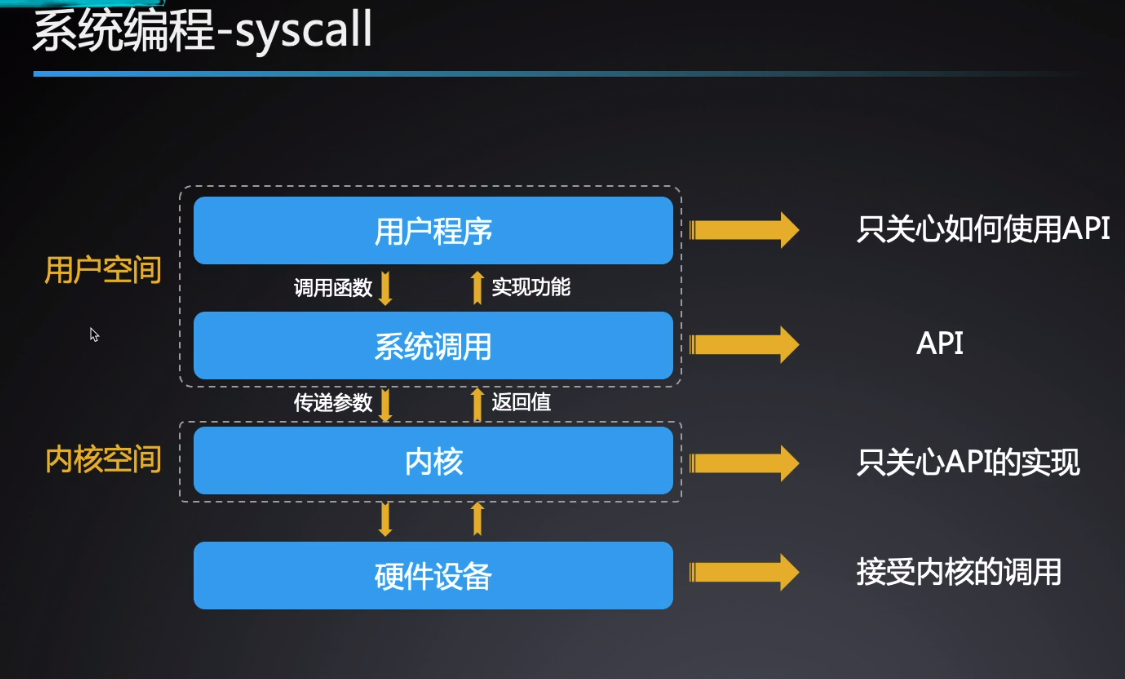 系统编程-syscall
用户程序
只关心如何使用API
用户空间
调用函数
实现功能
系统调用
API
传递参数
返回值
内核空间
内核
只关心API的实现
硬件设备
接受内核的调用